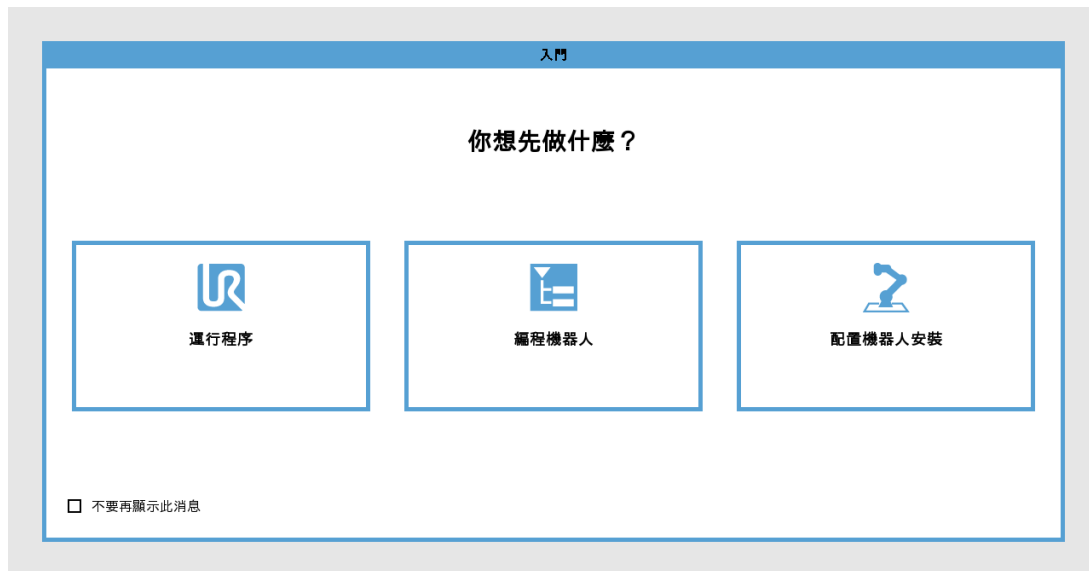 入門
你想先做什麼？
運行程序
編程機器人
配置機器人安裝
不要再顯示此消息